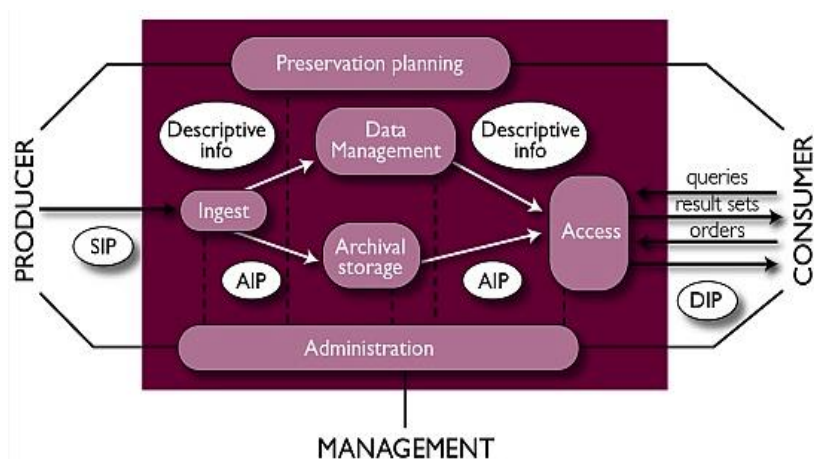 Preservation planning
Descriptive
info
Data
Management
Descriptive
info
PRODUCER
SIP
Ingest
AIP
Archival
storage
AIP
Access
queries
result sets
orders
DIP
CONSUMER
Administration
MANAGEMENT